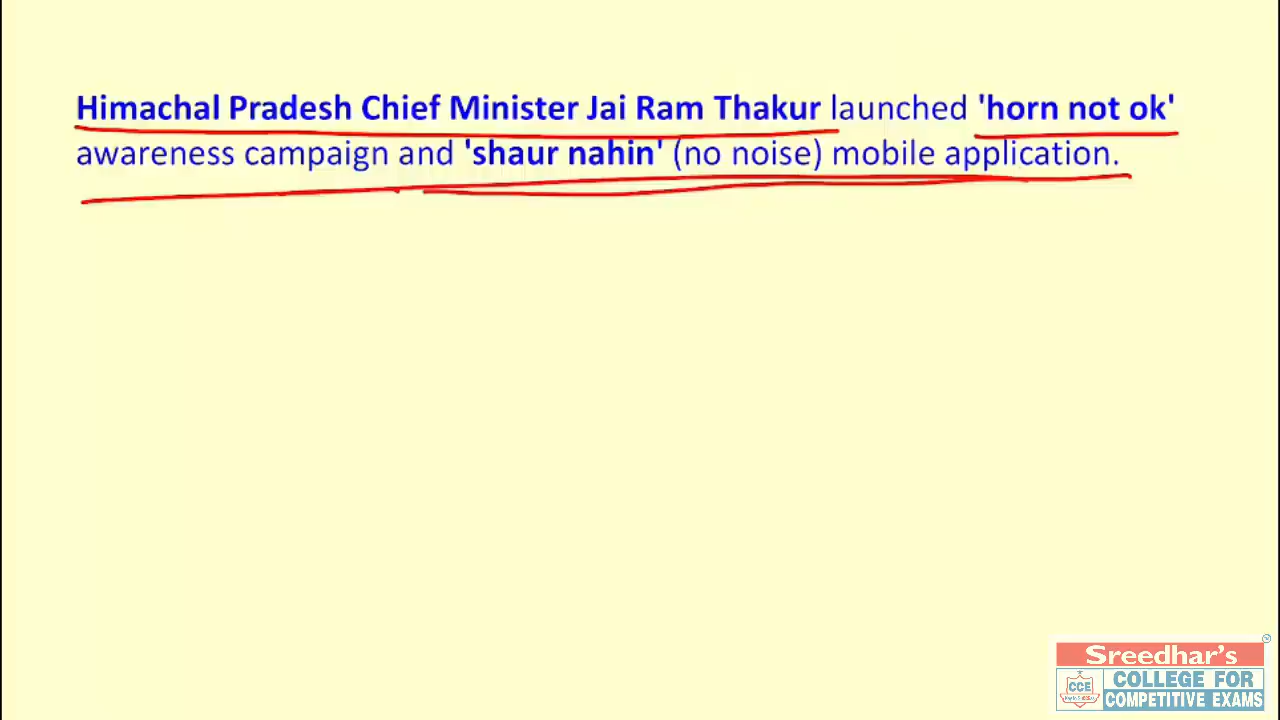 Himachal Pradesh Chief Minister Jai Ram Thakur launched 'horn not ok'
awareness campaign and 'shaur nahin' (no noise) mobile application.
®
Sreedhar's
CCE
COLLEGE FOR
COMPETITIVE EXAMS